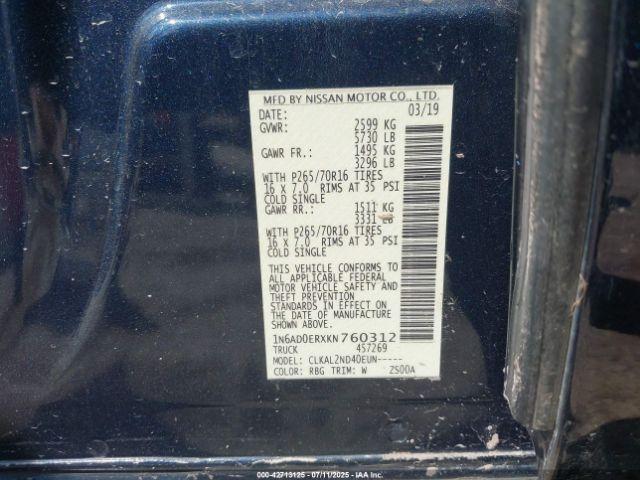 MFD BY NISSAN MOTOR CO., LTD.
DATE: 03/19
GVWR: 2599 KG
5730 LB
GAWR FR.: 1495 KG
3296 LB
WITH P265/70R16 TIRES
16 X 7.0 RIMS AT 35 PSI
COLD SINGLE
GAWR RR.: 1511 KG
3331 LB
WITH P265/70R16 TIRES
16 X 7.0 RIMS AT 35 PSI
COLD SINGLE
THIS VEHICLE CONFORMS TO
ALL APPLICABLE FEDERAL
MOTOR VEHICLE SAFETY AND
THEFT PREVENTION
STANDARDS IN EFFECT ON
THE DATE OF MANUFACTURE
SHOWN ABOVE.
1N6AD0ERXKN760312
TRUCK 457269
MODEL: CLKAL2ND40EUN-----
COLOR: RBG TRIM: W ZS00A
000-42713125 - 07/11/2025 - IAA Inc.